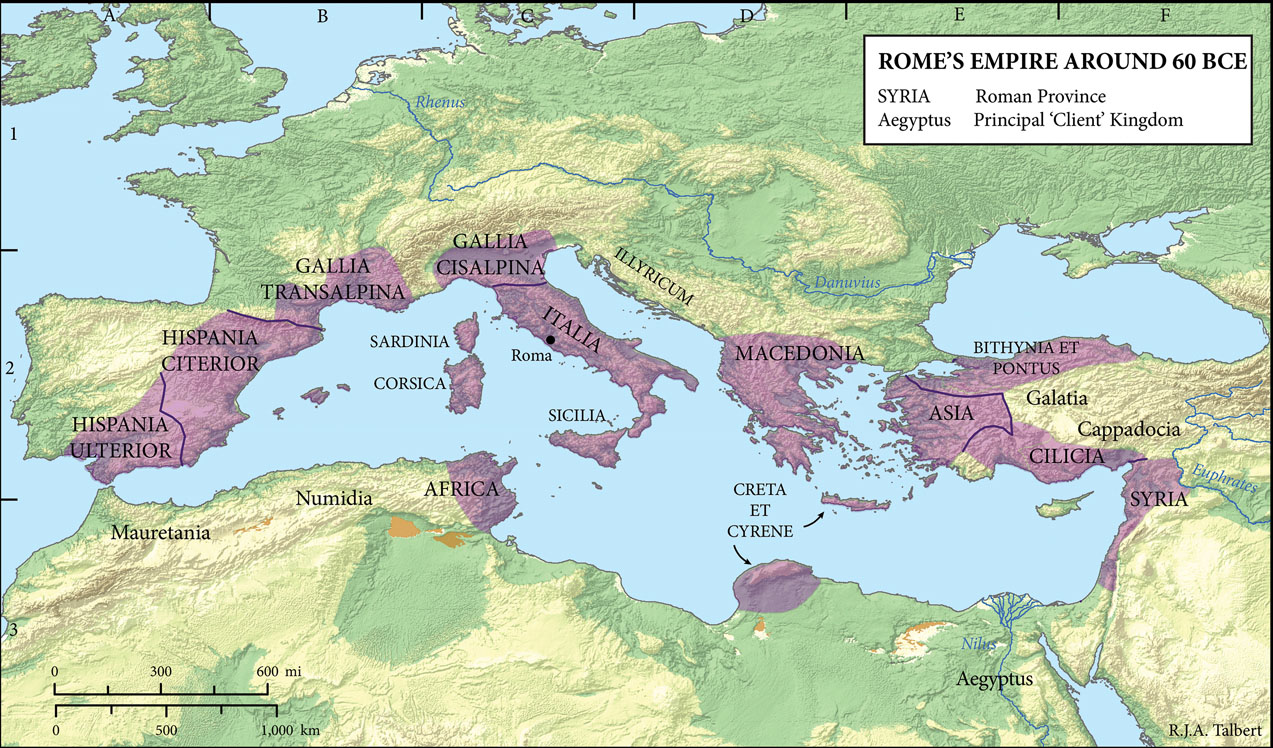 A B C D E F
1
2
3
ROME’S EMPIRE AROUND 60 BCE
SYRIA Roman Province
Aegyptus Principal ‘Client’ Kingdom
Rhenus
GALLIA
CISALPINA
GALLIA
TRANSALPINA
ILLYRICUM
Danuvius
HISPANIA
CITERIOR
SARDINIA
ITALIA
Roma
CORSICA
MACEDONIA
BITHYNIA ET
PONTUS
Galatia
HISPANIA
ULTERIOR
SICILIA
ASIA
Cappadocia
CILICIA
Euphrates
SYRIA
Numidia
AFRICA
Mauretania
CRETA
ET
CYRENE
Nilus
Aegyptus
0 300 600 mi
0 500 1,000 km
R.J.A. Talbert